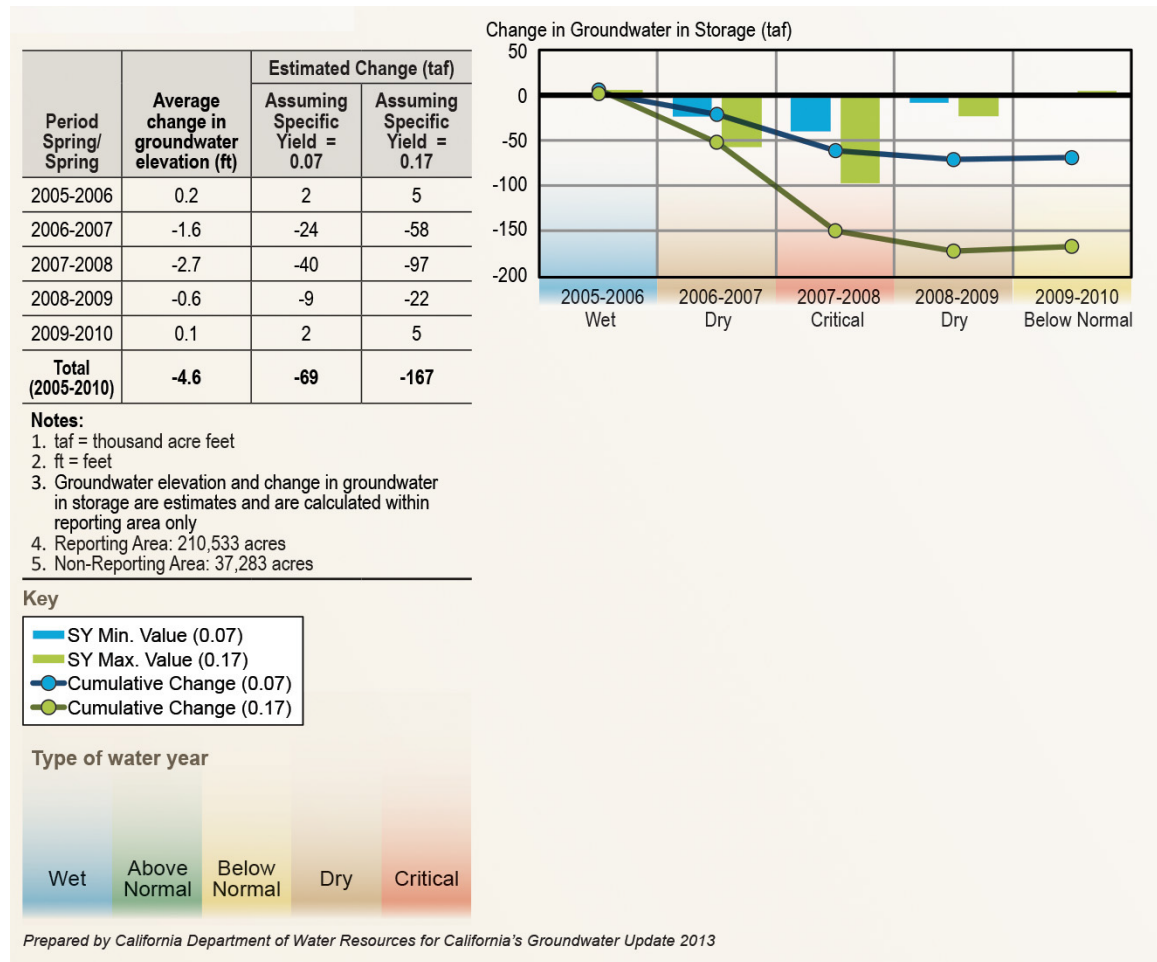 Period
Spring/
Spring
Average
change in
groundwater
elevation (ft)
Estimated Change (taf)
Assuming
Specific
Yield =
0.07
Assuming
Specific
Yield =
0.17
2005-2006 0.2 2 5
2006-2007 -1.6 -24 -58
2007-2008 -2.7 -40 -97
2008-2009 -0.6 -9 -22
2009-2010 0.1 2 5
Total
(2005-2010) -4.6 -69 -167
Notes:
1. taf = thousand acre feet
2. ft = feet
3. Groundwater elevation and change in groundwater
in storage are estimates and are calculated within
reporting area only
4. Reporting Area: 210,533 acres
5. Non-Reporting Area: 37,283 acres
Key
SY Min. Value (0.07)
SY Max. Value (0.17)
Cumulative Change (0.07)
Cumulative Change (0.17)
Type of water year
Wet
Above
Normal
Below
Normal
Dry
Critical
Change in Groundwater in Storage (taf)
50
0
-50
-100
-150
-200
2005-2006
Wet
2006-2007
Dry
2007-2008
Critical
2008-2009
Dry
2009-2010
Below Normal
Prepared by California Department of Water Resources for California's Groundwater Update 2013